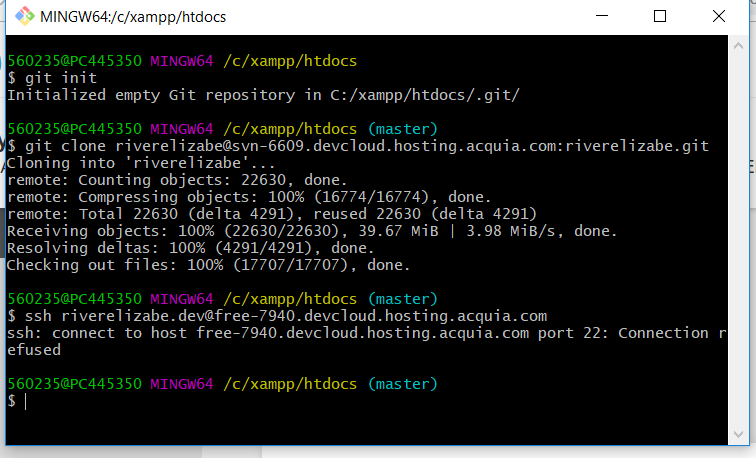 MINGW64:/c/xampp/htdocs
560235@PC445350 MINGW64 /c/xampp/htdocs
$ git init
Initialized empty Git repository in C:/xampp/htdocs/.git/
560235@PC445350 MINGW64 /c/xampp/htdocs (master)
$ git clone riverelizabe@svn-6609.devcloud.hosting.acquia.com:riverelizabe.git
Cloning into 'riverelizabe'...
remote: Counting objects: 22630, done.
remote: Compressing objects: 100% (16774/16774), done.
remote: Total 22630 (delta 4291), reused 22630 (delta 4291)
Receiving objects: 100% (22630/22630), 39.67 MiB | 3.98 MiB/s, done.
Resolving deltas: 100% (4291/4291), done.
Checking out files: 100% (17707/17707), done.
560235@PC445350 MINGW64 /c/xampp/htdocs (master)
$ ssh riverelizabe.dev@free-7940.devcloud.hosting.acquia.com
ssh: connect to host free-7940.devcloud.hosting.acquia.com port 22: Connection r
efused
560235@PC445350 MINGW64 /c/xampp/htdocs (master)
$